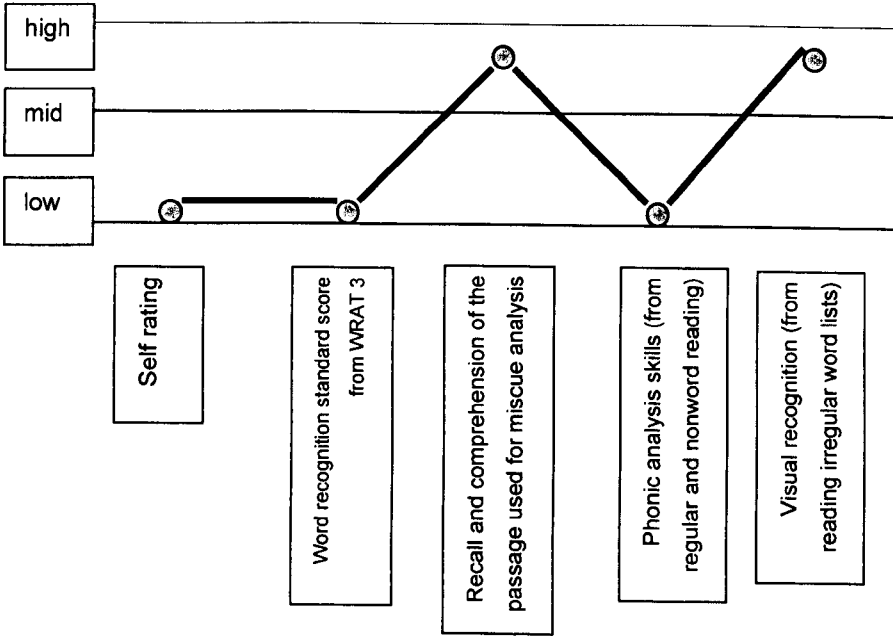 high
mid
low
Self rating
Word recognition standard score
from WRAT 3
Recall and comprehension of the
passage used for miscue analysis
Phonic analysis skills (from
regular and nonword reading)
Visual recognition (from
reading irregular word lists)